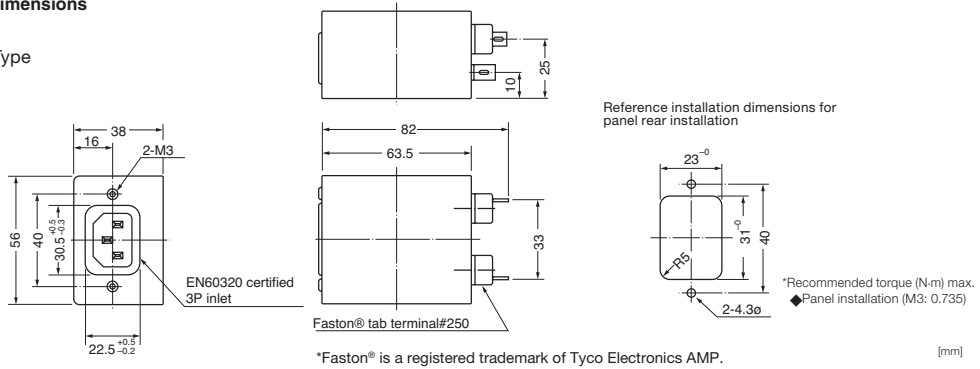 imensions
Type
25
10
Reference installation dimensions for
panel rear installation
38
16
2-M3
82
63.5
23 −0
56
40
30.5 +0.5 −0.3
33
31 −0
40
R5
EN60320 certified
3P inlet
*Recommended torque (N·m) max.
◆Panel installation (M3: 0.735)
2-4.3ø
Faston® tab terminal#250
22.5 +0.5 −0.2
*Faston® is a registered trademark of Tyco Electronics AMP.
[mm]